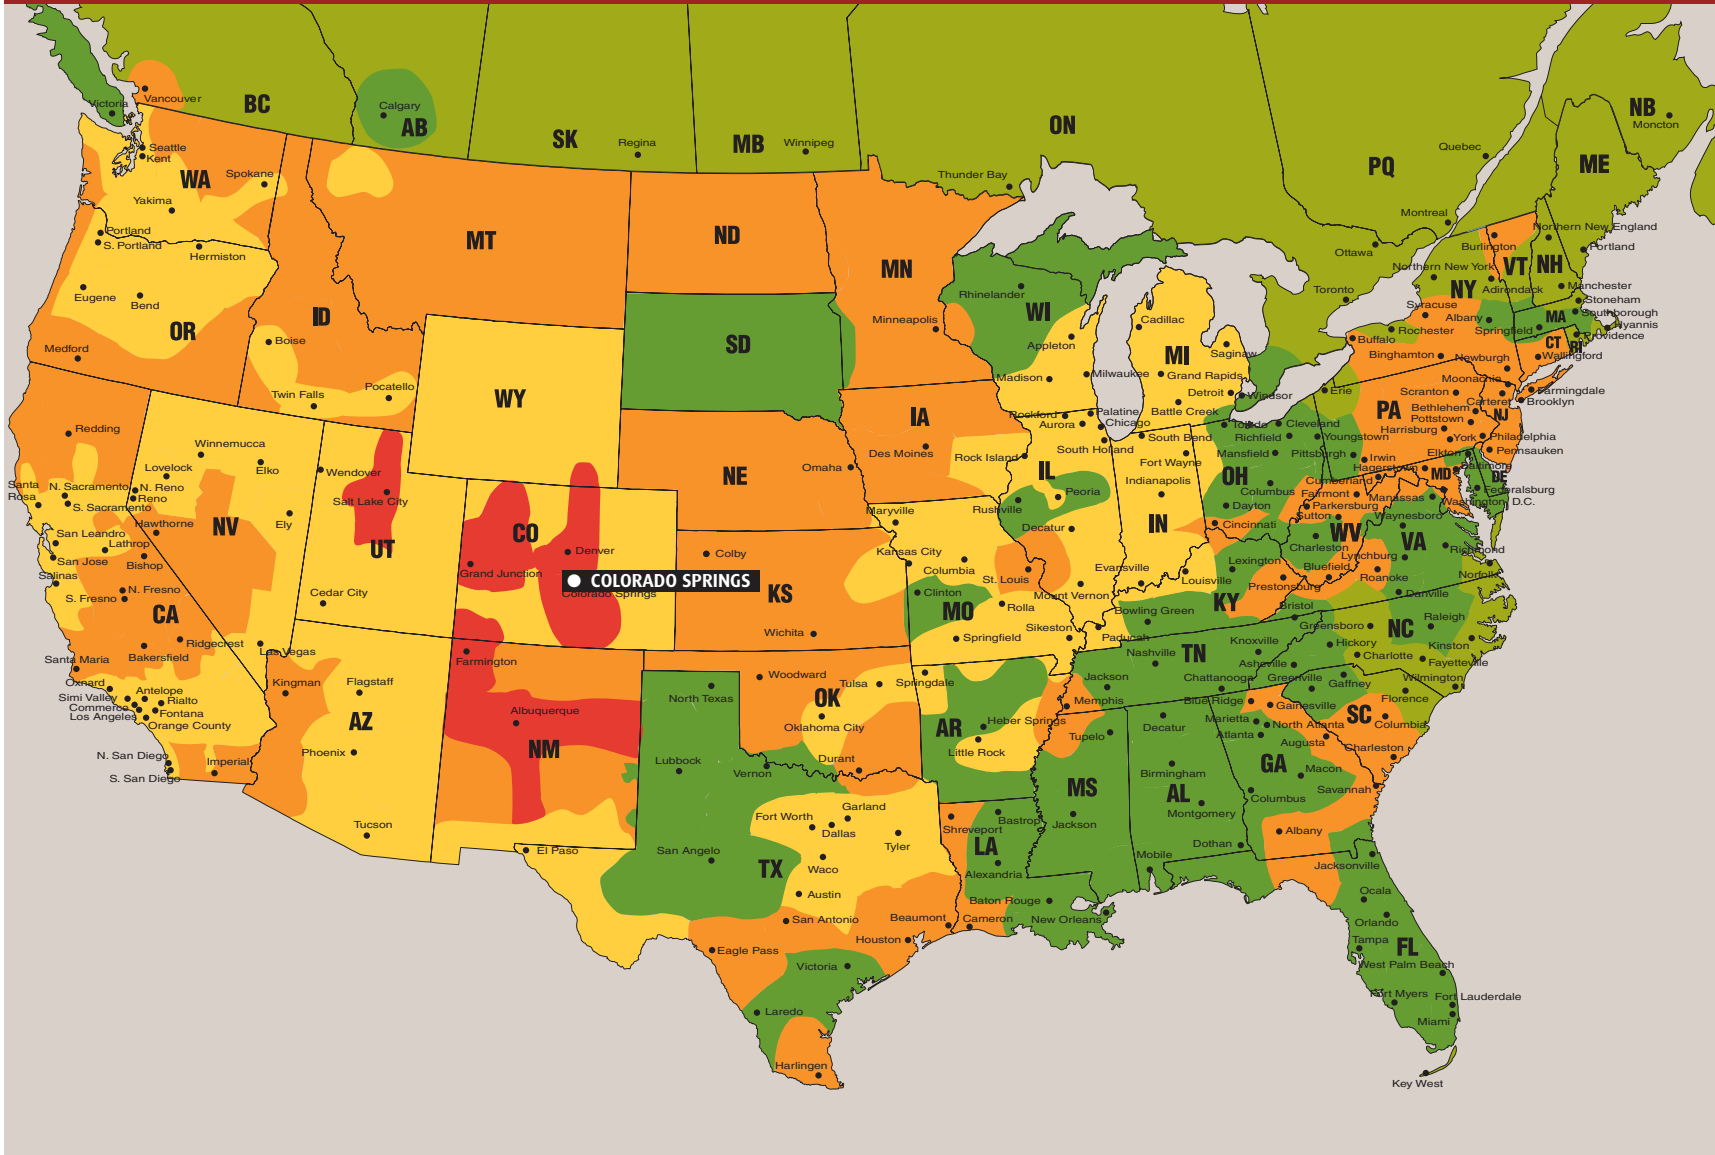 BC
AB
SK
MB
ON
PQ
NB
ME
Victoria
Vancouver
Calgary
Regina
Winnipeg
Thunder Bay
Quebec
Moncton
Montreal
Ottawa
Toronto
WA
Seattle
Kent
Spokane
Yakima
Portland
S. Portland
Hermiston
Eugene
Bend
OR
Medford
ID
Boise
Twin Falls
Pocatello
MT
ND
SD
WY
NE
Omaha
MN
Minneapolis
IA
Des Moines
WI
Rhinelander
Appleton
Madison
Milwaukee
MI
Cadillac
Saginaw
Grand Rapids
Detroit
Windsor
Battle Creek
Northern New England
Burlington
Portland
Northern New York
VT
NH
NY
Adirondack
Manchester
Stoneham
Southborough
Hyannis
Providence
Syracuse
Albany
Springfield
MA
CT
RI
Rochester
Buffalo
Binghamton
Newburgh
Wallingford
Moonachie
Farmingdale
Brooklyn
Erie
Scranton
Carteret
PA
Bethlehem
Pottstown
NJ
Harrisburg
York
Philadelphia
Pennsauken
Elkton
Baltimore
Irwin
Hagerstown
MD
DE
Cumberland
Federalsburg
Washington D.C.
Manassas
Redding
Winnemucca
Elko
Lovelock
N. Reno
Reno
Santa
Rosa
N. Sacramento
S. Sacramento
Hawthorne
NV
Ely
San Leandro
Lathrop
San Jose
Bishop
Salinas
N. Fresno
S. Fresno
CA
Ridgecrest
Bakersfield
Las Vegas
Santa Maria
Oxnard
Simi Valley
Antelope
Rialto
Commerce
Fontana
Los Angeles
Orange County
N. San Diego
S. San Diego
Imperial
Wendover
Salt Lake City
UT
Cedar City
CO
Denver
Grand Junction
COLORADO SPRINGS
Colorado Springs
Kingman
Flagstaff
AZ
Phoenix
Tucson
Farmington
Albuquerque
NM
El Paso
Colby
KS
Wichita
Woodward
Tulsa
OK
Oklahoma City
Durant
North Texas
Lubbock
Vernon
San Angelo
TX
Garland
Fort Worth
Dallas
Tyler
Waco
Austin
San Antonio
Beaumont
Houston
Eagle Pass
Victoria
Laredo
Harlingen
Maryville
Kansas City
Columbia
Clinton
MO
St. Louis
Rolla
Springfield
Sikeston
Springdale
AR
Heber Springs
Little Rock
Shreveport
Bastrop
LA
Alexandria
Baton Rouge
Cameron
New Orleans
Rockford
Palatine
Aurora
Chicago
South Holland
Rock Island
IL
Peoria
Rushville
Decatur
Mount Vernon
South Bend
Fort Wayne
Indianapolis
IN
Evansville
Toledo
Cleveland
Richfield
Youngstown
Mansfield
Pittsburgh
OH
Columbus
Dayton
Cincinnati
Fairmont
Parkersburg
Sutton
WV
Charleston
Bluefield
Waynesboro
VA
Richmond
Lynchburg
Roanoke
Norfolk
Danville
Louisville
Lexington
Prestonsburg
KY
Bowling Green
Paducah
Bristol
Knoxville
TN
Nashville
Jackson
Memphis
Chattanooga
Greensboro
NC
Raleigh
Hickory
Kinston
Charlotte
Fayetteville
Asheville
Wilmington
Greenville
Gaffney
Florence
SC
Columbia
Charleston
Blue Ridge
Gainesville
Marietta
North Atlanta
Atlanta
Augusta
GA
Macon
Columbus
Savannah
Albany
Tupelo
MS
Jackson
Decatur
Birmingham
AL
Montgomery
Dothan
Mobile
Jacksonville
Ocala
Orlando
Tampa
FL
West Palm Beach
Fort Myers
Fort Lauderdale
Miami
Key West